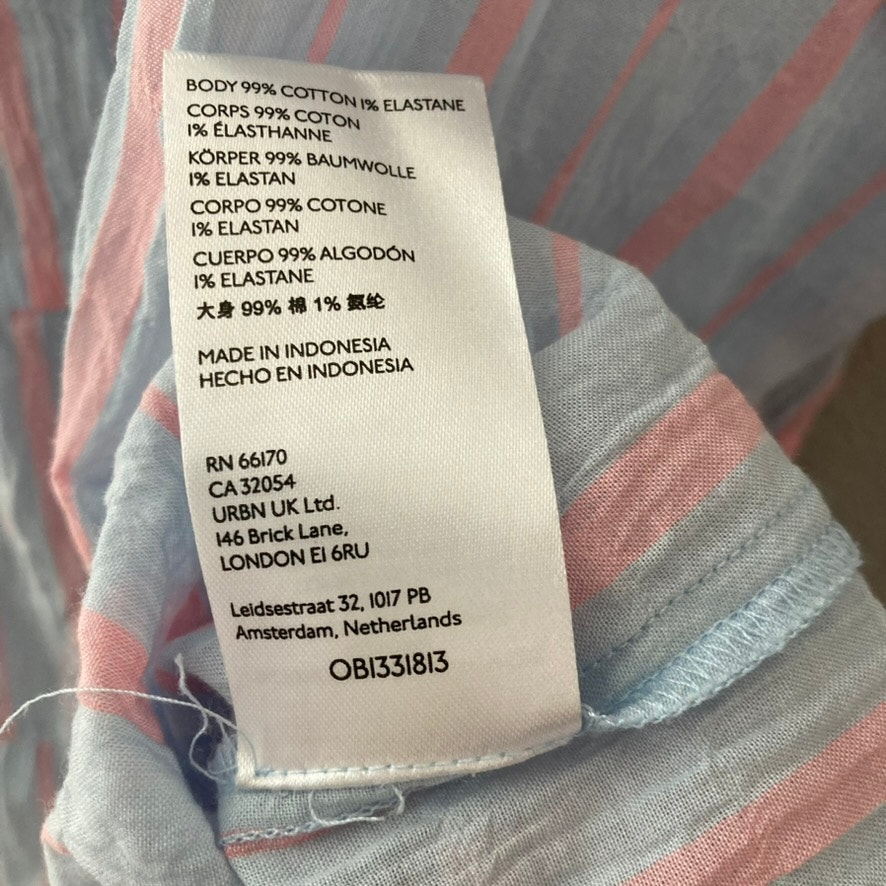 BODY 99% COTTON 1% ELASTANE
CORPS 99% COTON
1% ÉLASTHANNE
KÖRPER 99% BAUMWOLLE
1% ELASTAN
CORPO 99% COTONE
1% ELASTAN
CUERPO 99% ALGODÓN
1% ELASTANE
大身 99% 棉 1% 氨纶
MADE IN INDONESIA
HECHO EN INDONESIA
RN 66170
CA 32054
URBN UK Ltd.
146 Brick Lane,
LONDON E1 6RU
Leidsestraat 32, 1017 PB
Amsterdam, Netherlands
OB1331813